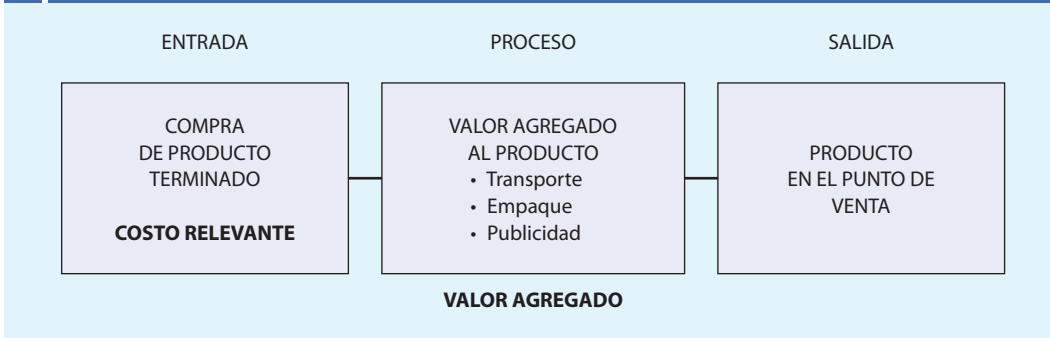 ENTRADA
PROCESO
SALIDA
COMPRA
DE PRODUCTO
TERMINADO
COSTO RELEVANTE
VALOR AGREGADO
AL PRODUCTO
• Transporte
• Empaque
• Publicidad
PRODUCTO
EN EL PUNTO DE
VENTA
VALOR AGREGADO